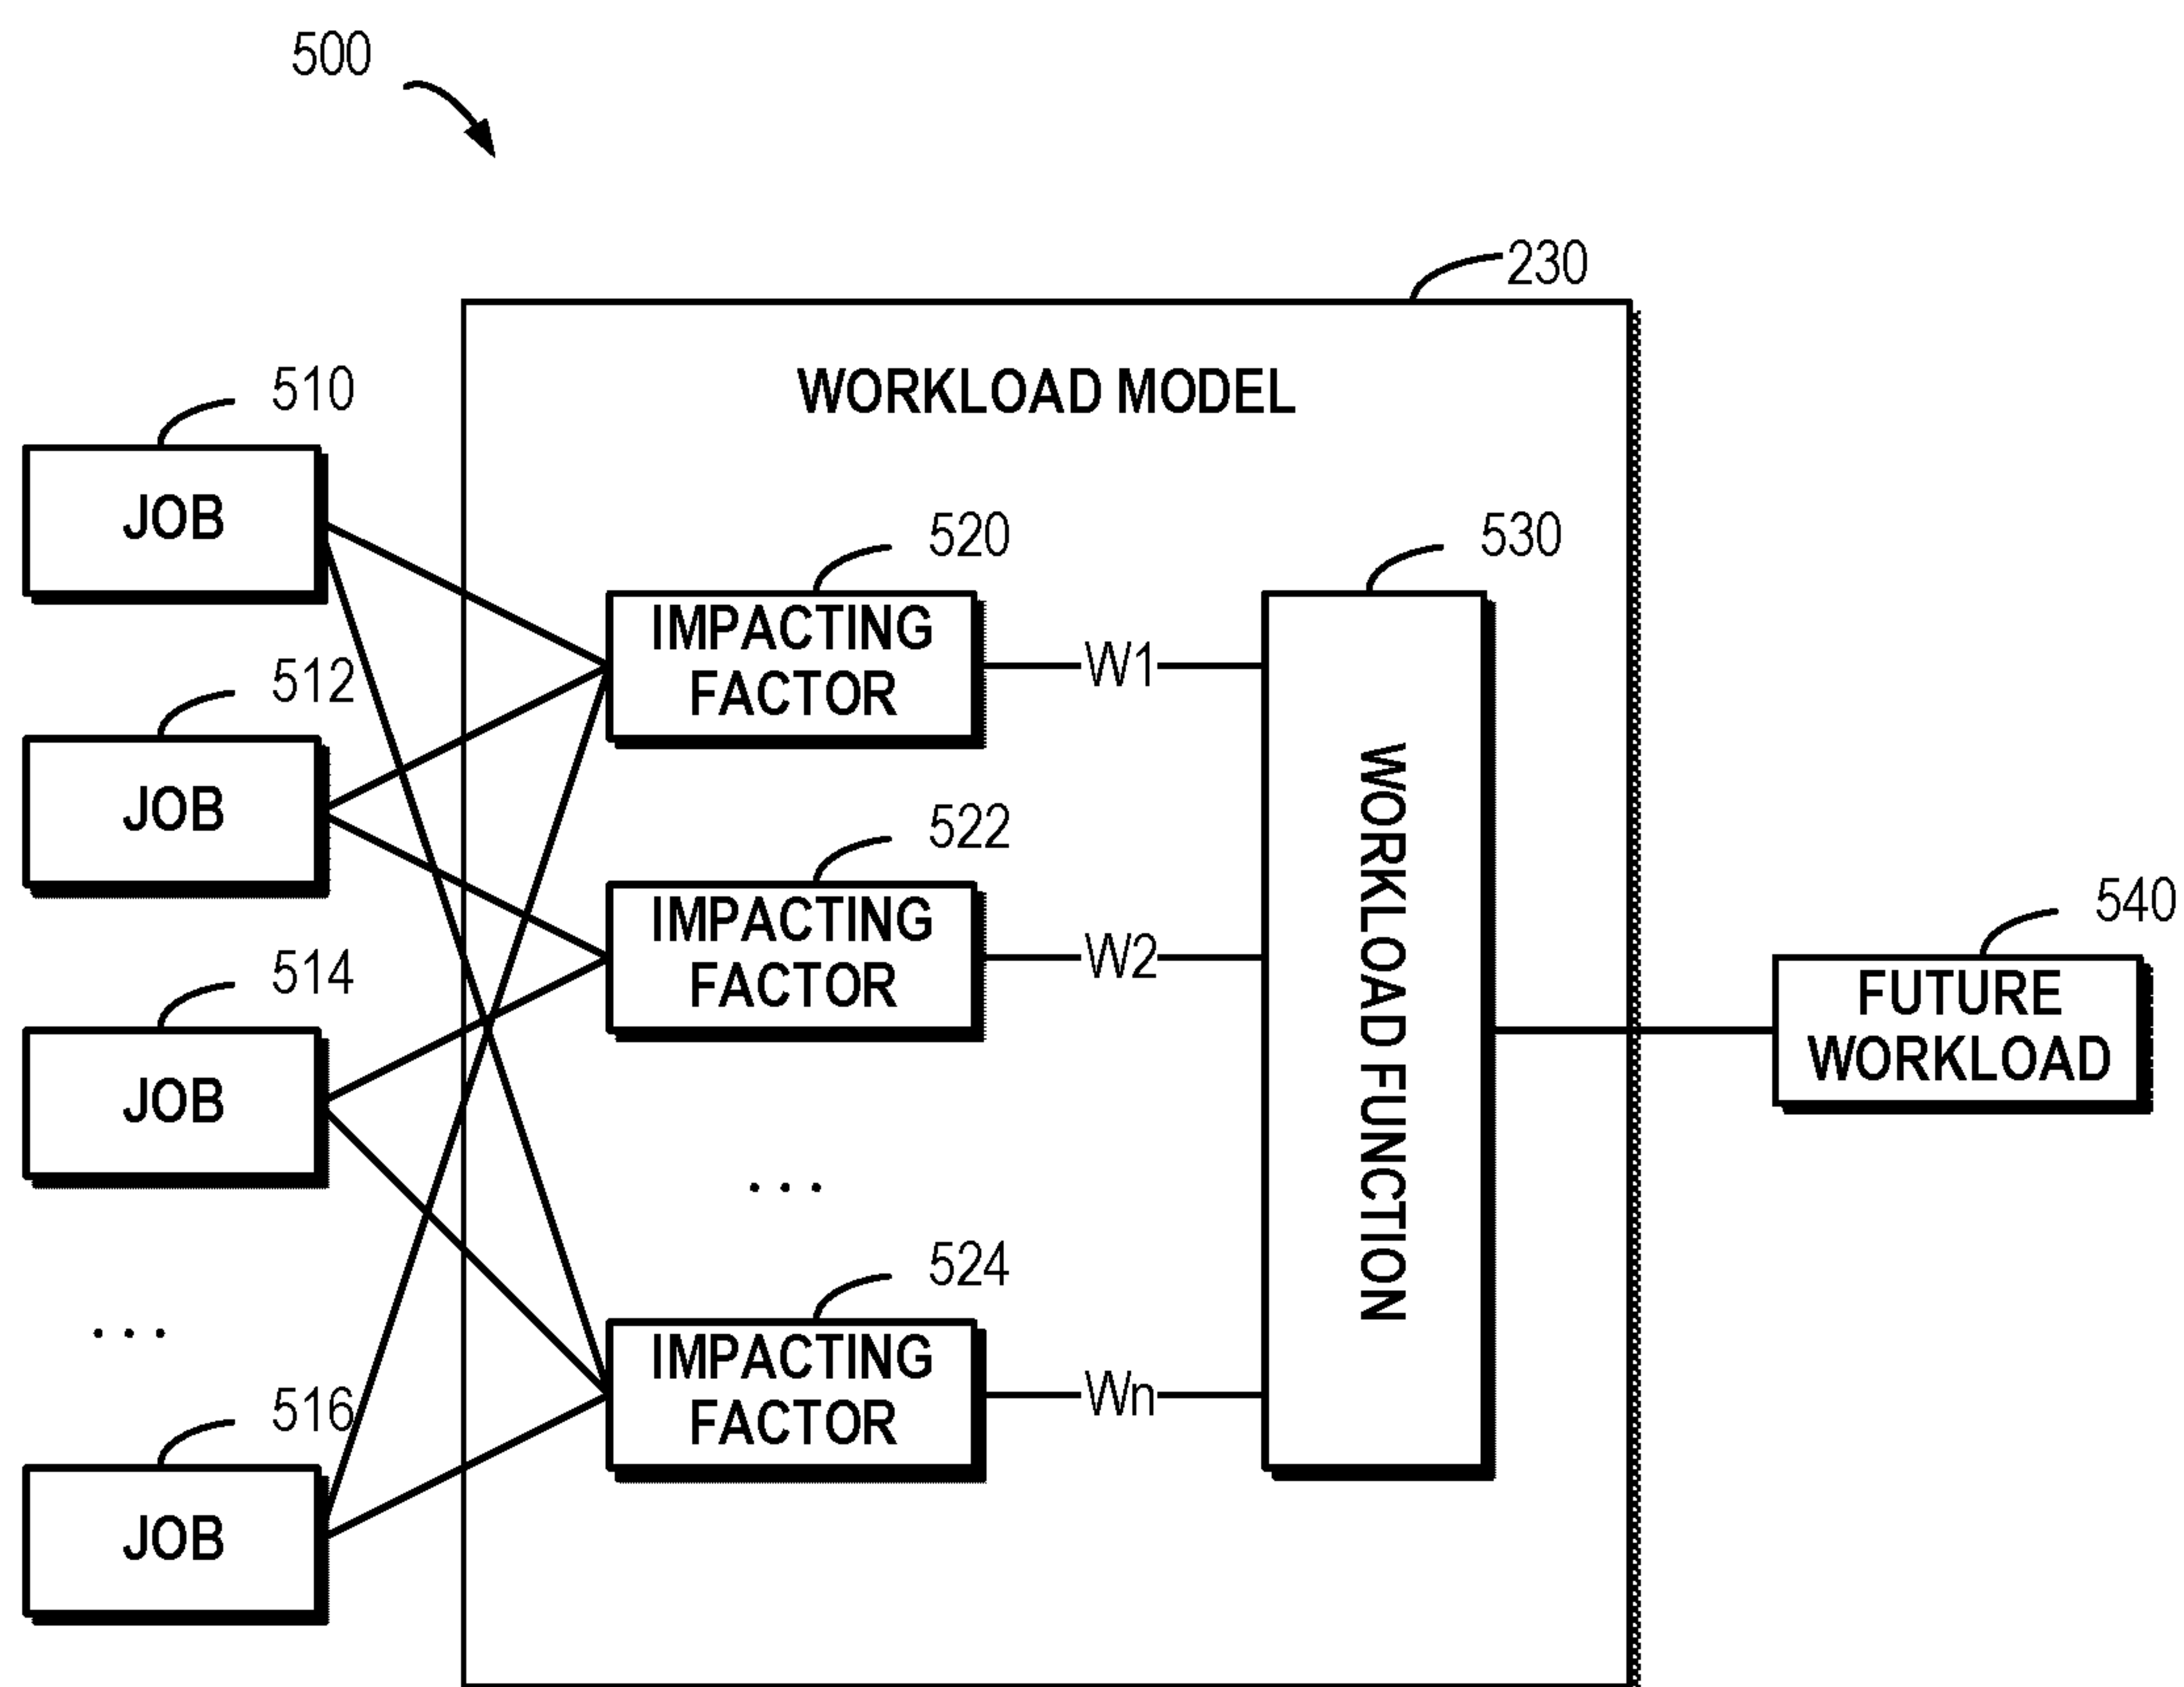 500
230
WORKLOAD MODEL
510
JOB
520
530
IMPACTING
FACTOR
W1
512
JOB
522
IMPACTING
FACTOR
W2
WORKLOAD FUNCTION
540
FUTURE
WORKLOAD
514
JOB
...
524
IMPACTING
FACTOR
Wn
...
516
JOB